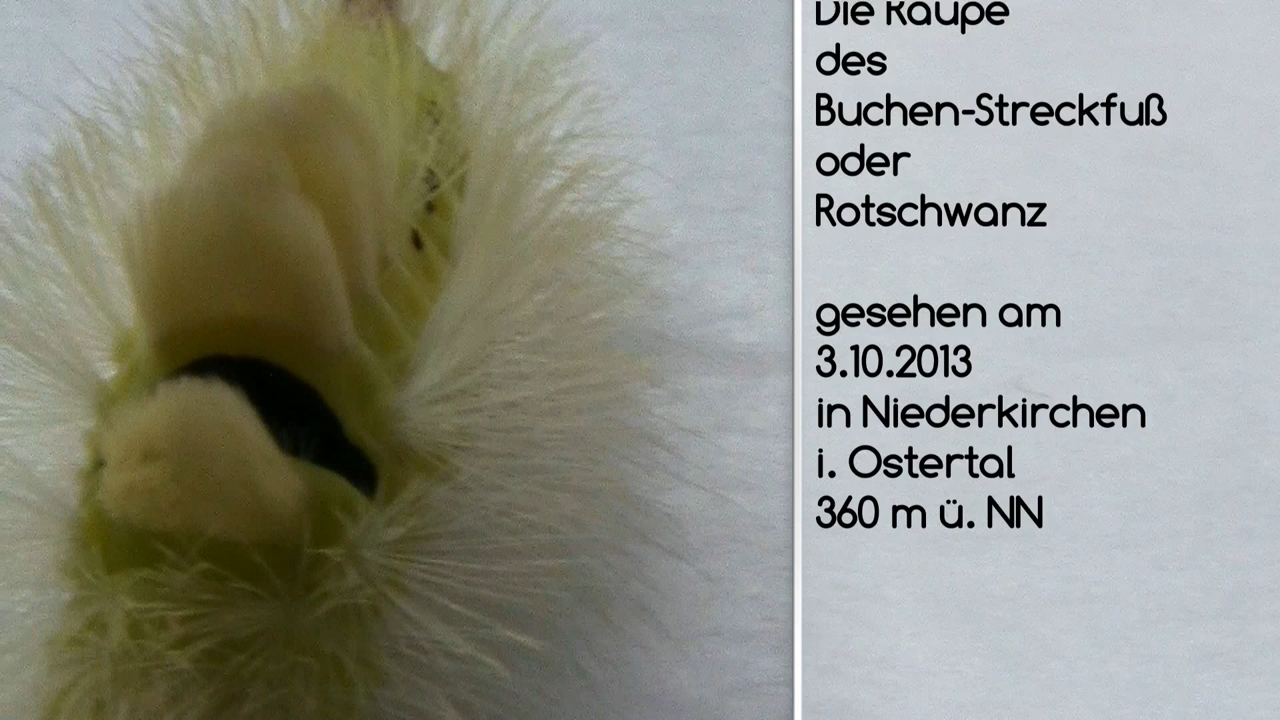 Die Raupe
des
Buchen-Streckfuß
oder
Rotschwanz
gesehen am
3.10.2013
in Niederkirchen
i. Ostertal
360 m ü. NN